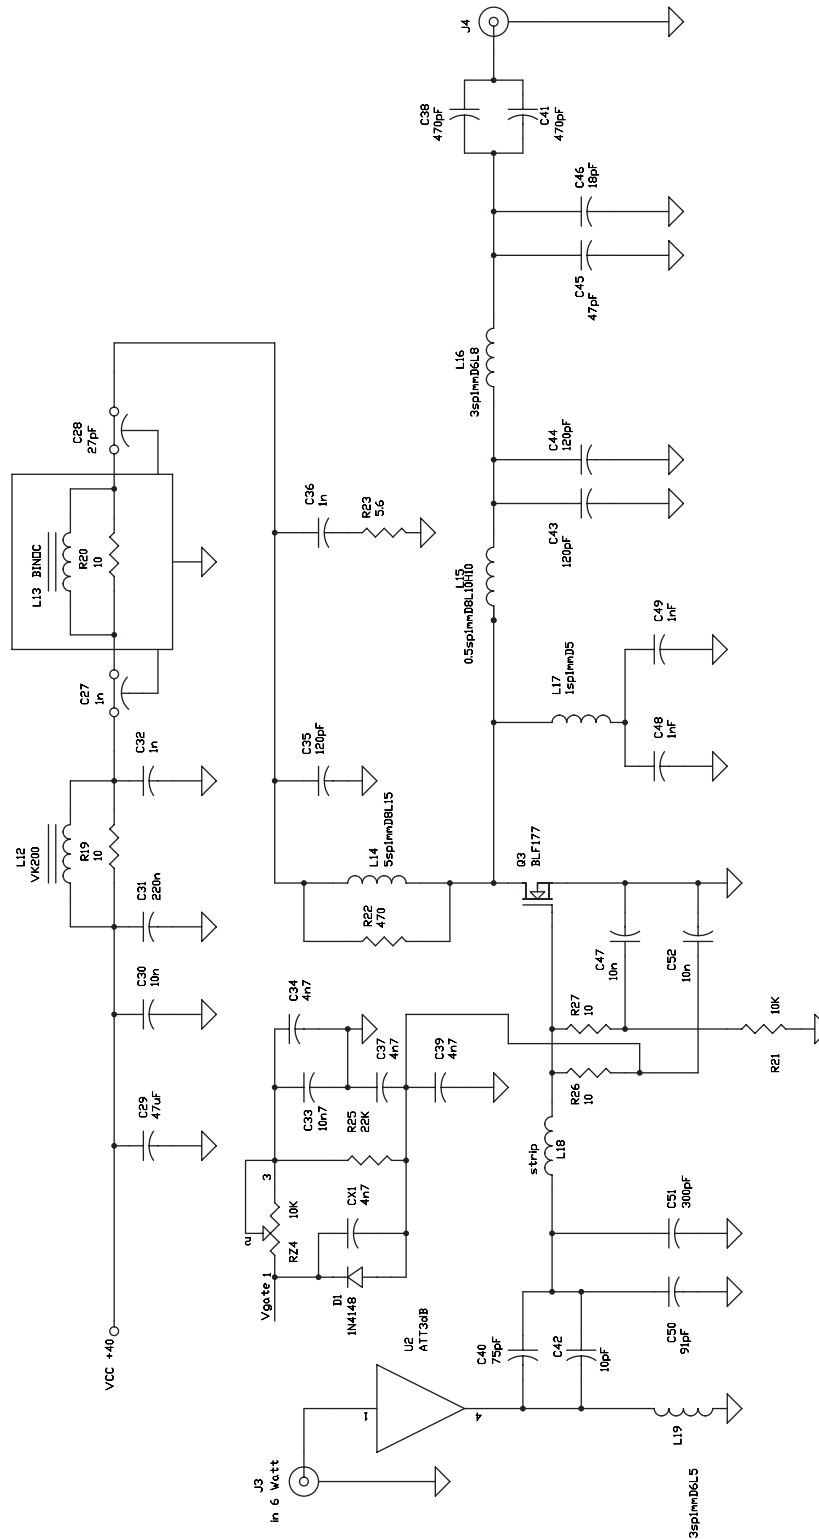 J4
C38
470pF
C41
470pF
C46
18pF
C45
47pF
L16
3sp1mmD6L8
C44
120pF
C43
120pF
L15
0.5sp1mmD8L10H10
C49
1nF
L17
1sp1mmD5
C48
1nF
C28
27pF
L13 BINOC
R20
10
C27
1n
C36
1n
R23
5.6
C32
1n
C35
120pF
L12
VK200
R19
10
L14
5sp1mmD8L15
Q3
BLF177
C31
220n
R22
470
C30
10n
C34
4n7
C47
10n
C52
10n
R27
10
10K
R21
C37
4n7
C39
4n7
C29
47uF
C33
10n7
R25
22K
R26
10
strip
L18
3
2
10K
RZ4
CX1
4n7
C51
300pF
Vgate 1
D1
1N4148
U2
ATT3dB
C40
75pF
C42
10pF
C50
91pF
VCC +40
1
4
L19
3sp1mmD6L5
J3
in 6 Watt